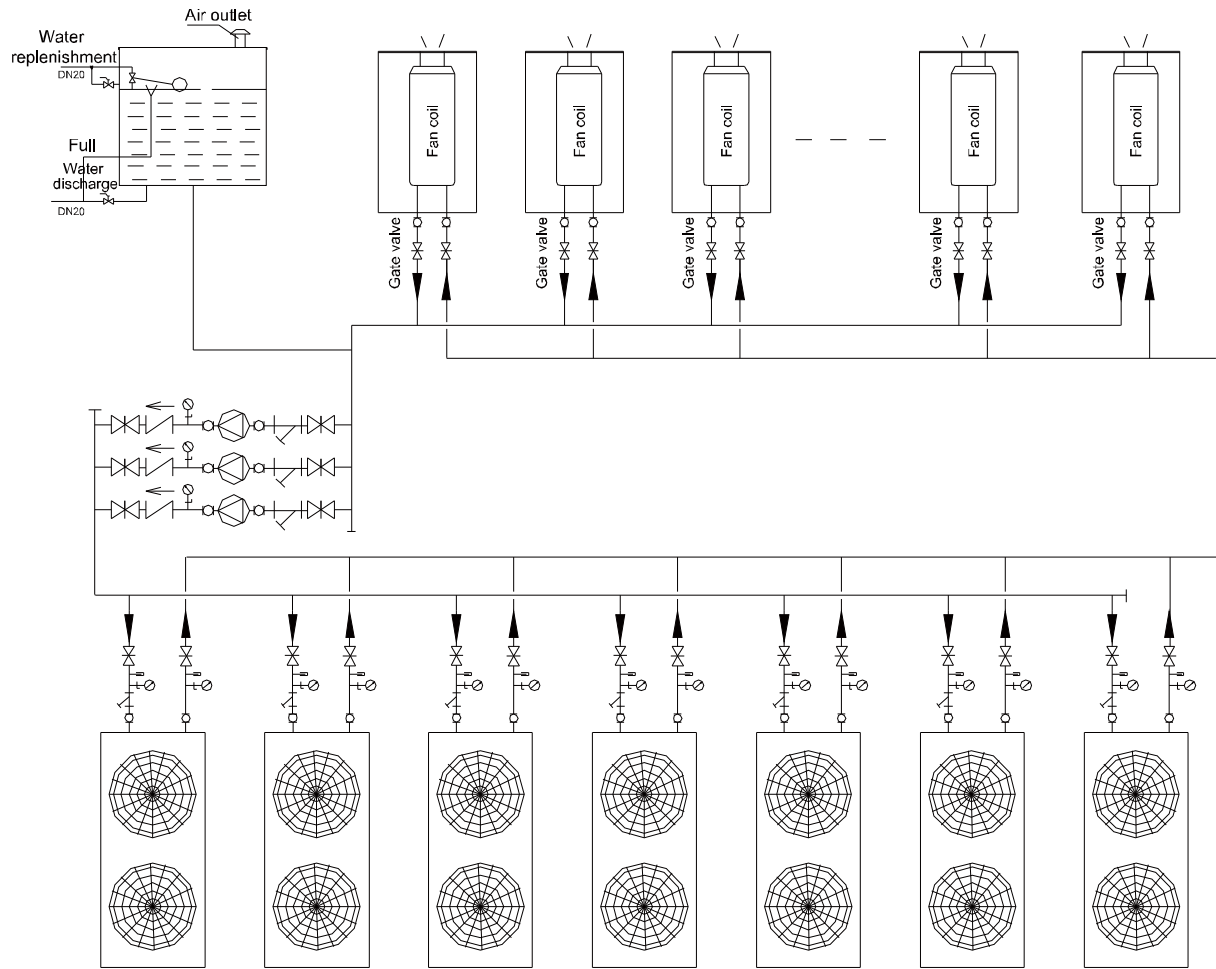 Air outlet
Water
replenishment
DN20
Full
Water
discharge
DN20
Fan coil
Fan coil
Fan coil
Fan coil
Fan coil
Gate valve
Gate valve
Gate valve
Gate valve
Gate valve